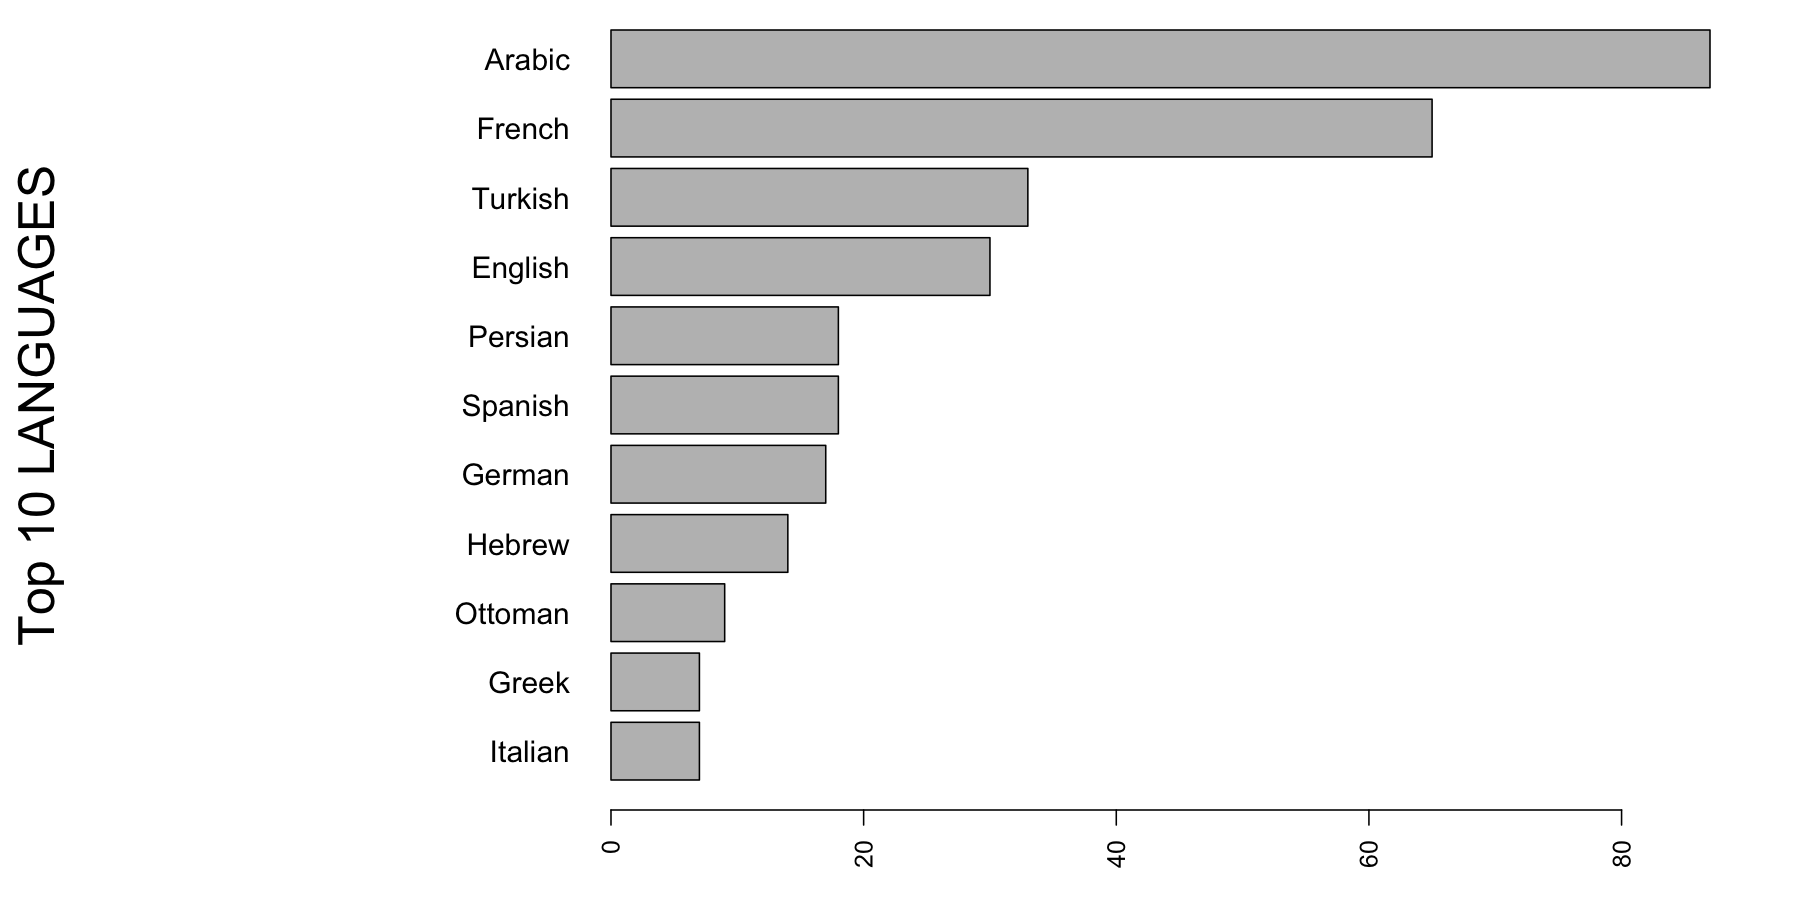 Top 10 LANGUAGES
Arabic
French
Turkish
English
Persian
Spanish
German
Hebrew
Ottoman
Greek
Italian
0 20 40 60 80